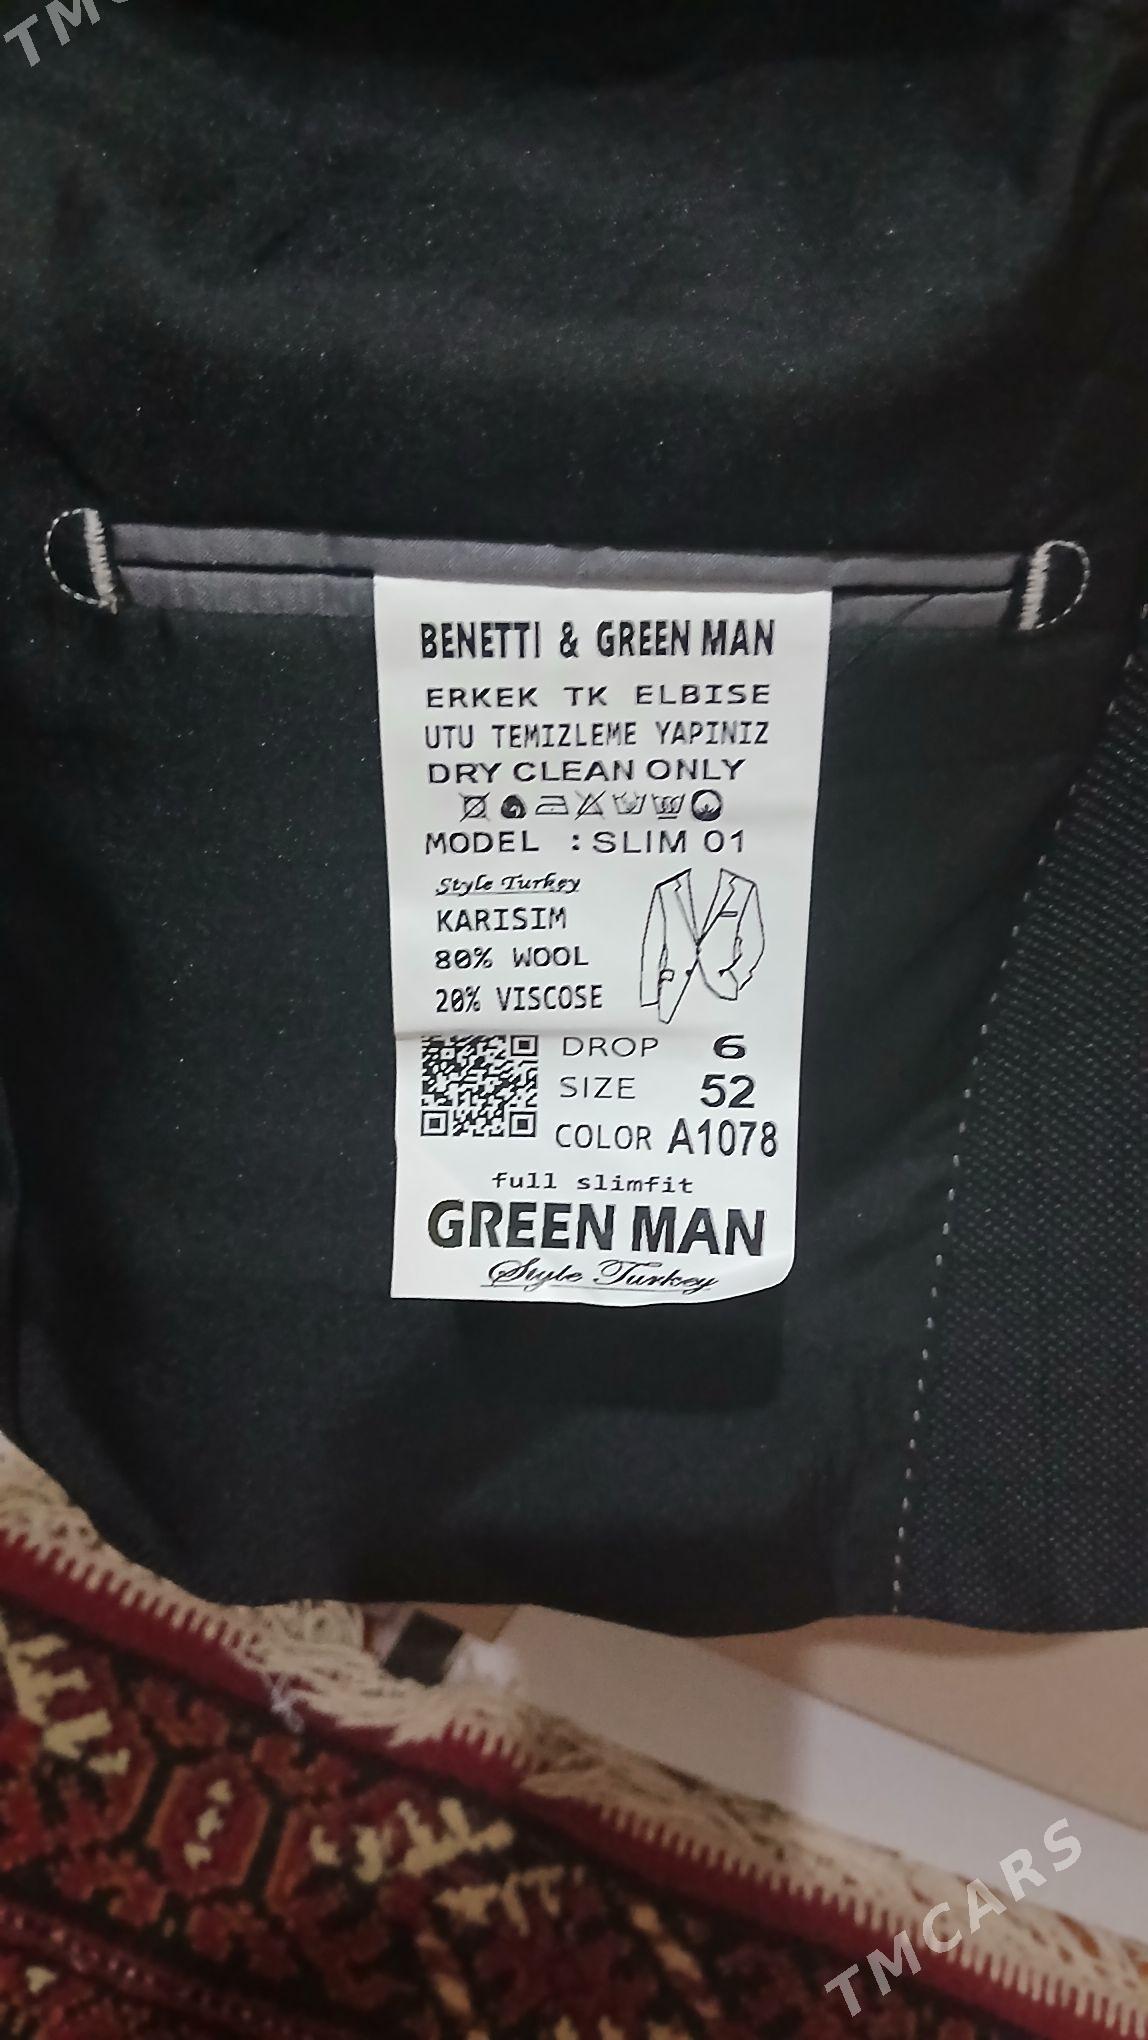 BENETTI & GREEN MAN
ERKEK TK ELBISE
UTU TEMIZLEME YAPINIZ
DRY CLEAN ONLY
MODEL : SLIM 01
Style Turkey
KARISIM
80% WOOL
20% VISCOSE
DROP 6
SIZE 52
COLOR A1078
full slimfit
GREEN MAN
Style Turkey
TMCARS